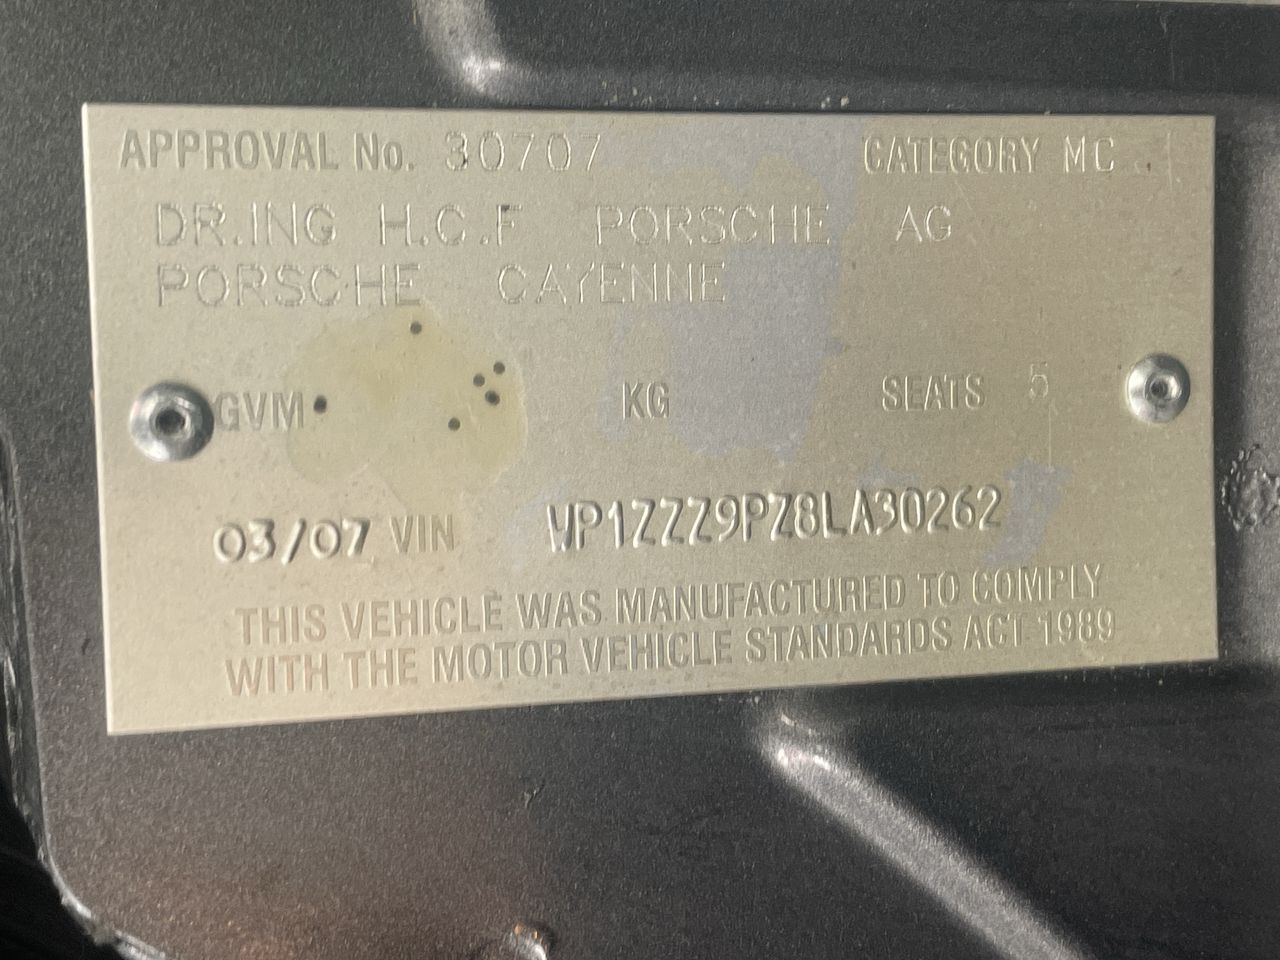 APPROVAL No. 30707 CATEGORY MC
DR.ING H.C.F PORSCHE AG
PORSCHE CAYENNE
GVM KG SEATS 5
03/07 VIN WP1ZZZ9PZ8LA30262
THIS VEHICLE WAS MANUFACTURED TO COMPLY
WITH THE MOTOR VEHICLE STANDARDS ACT 1989